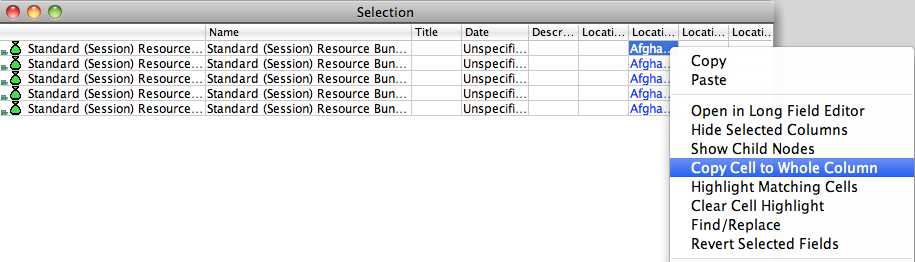 Selection
Name Title Date Descr... Locati... Locati... Locati... Locati...
Standard (Session) Resource... Standard (Session) Resource Bun... Unspecifi... Afgha...
Standard (Session) Resource... Standard (Session) Resource Bun... Unspecifi... Afgha...
Standard (Session) Resource... Standard (Session) Resource Bun... Unspecifi... Afgha...
Standard (Session) Resource... Standard (Session) Resource Bun... Unspecifi... Afgha...
Standard (Session) Resource... Standard (Session) Resource Bun... Unspecifi... Afgha...
Copy
Paste
Open in Long Field Editor
Hide Selected Columns
Show Child Nodes
Copy Cell to Whole Column
Highlight Matching Cells
Clear Cell Highlight
Find/Replace
Revert Selected Fields